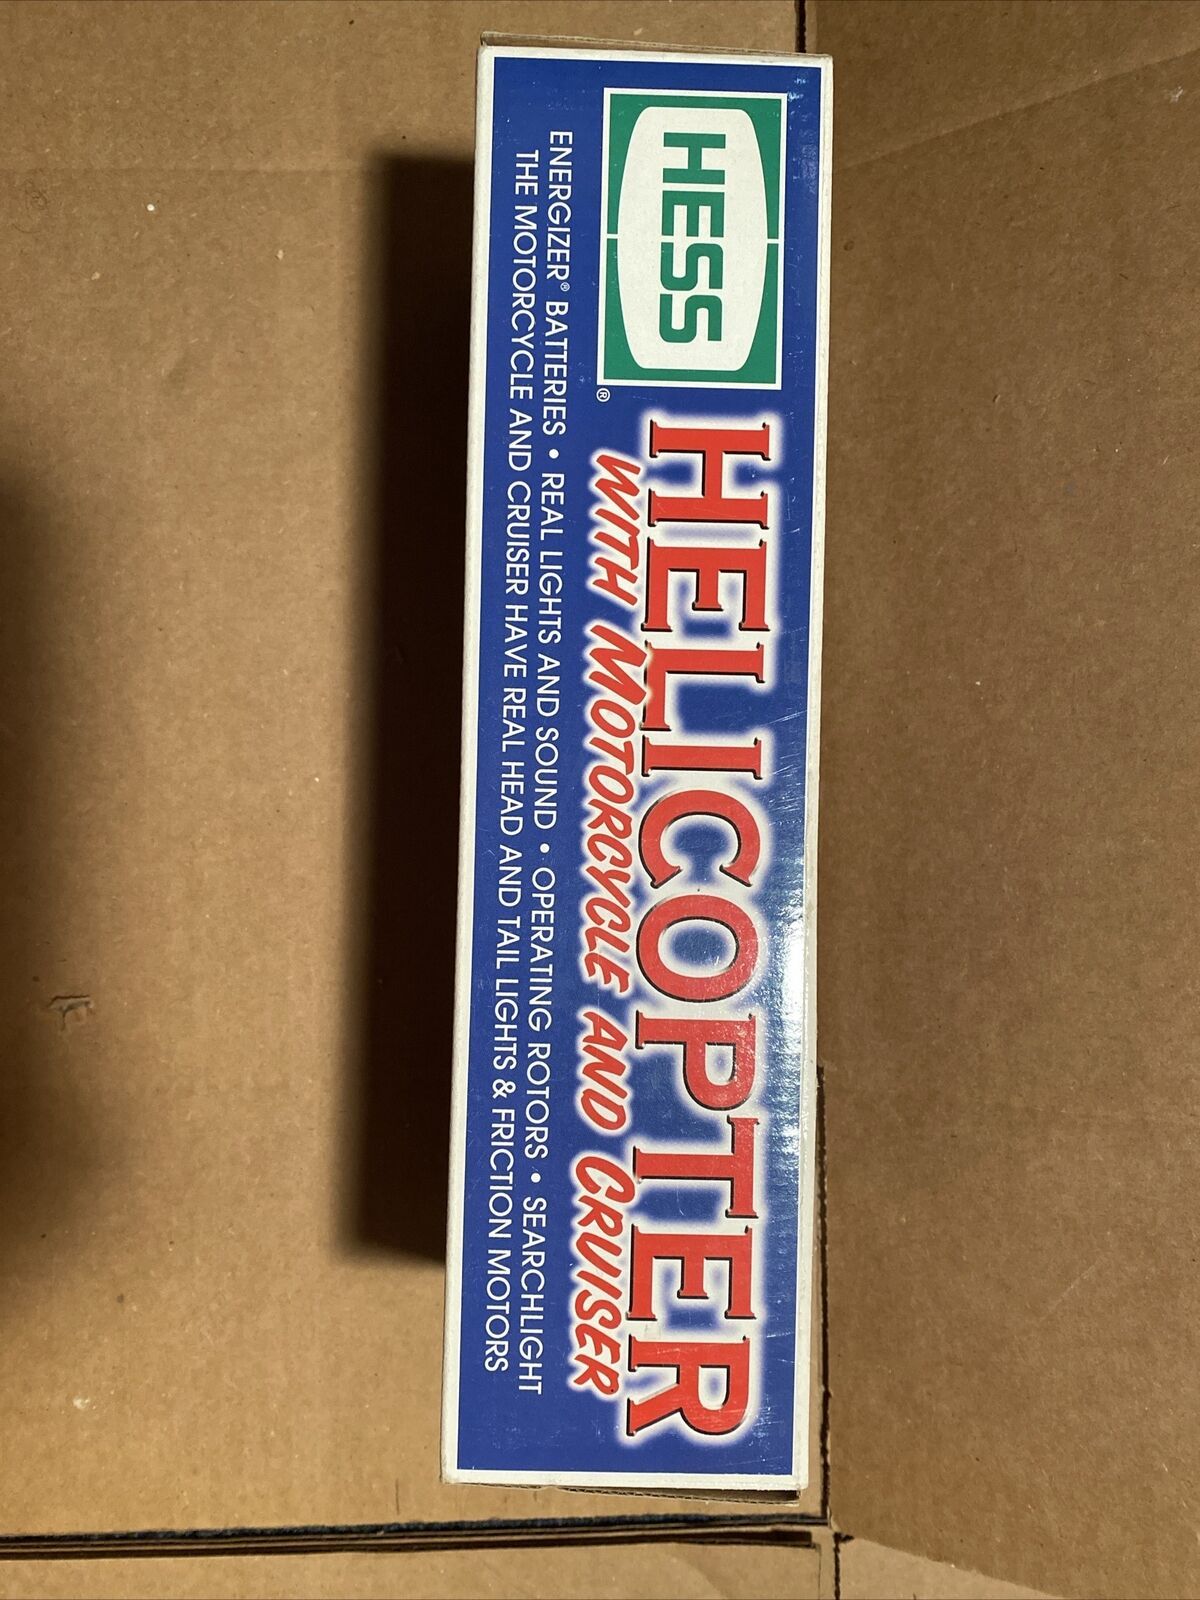 HESS
®
HELICOPTER
WITH MOTORCYCLE AND CRUISER
ENERGIZER® BATTERIES • REAL LIGHTS AND SOUND • OPERATING ROTORS • SEARCHLIGHT
THE MOTORCYCLE AND CRUISER HAVE REAL HEAD AND TAIL LIGHTS & FRICTION MOTORS